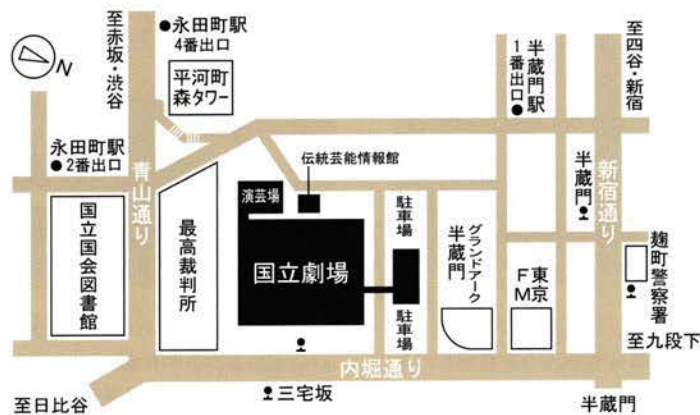 至赤坂・渋谷
●永田町駅
4番出口
平河町
森タワー
N
永田町駅
●2番出口
青山通り
国立国会図書館
最高裁判所
演芸場
伝統芸能情報館
国立劇場
駐車場
駐車場
グランドアーク
半蔵門
半蔵門駅
1番出口●
半蔵門
新宿通り
至四谷・新宿
東京
FM
麹町警察署
至九段下
内堀通り
三宅坂
至日比谷
半蔵門